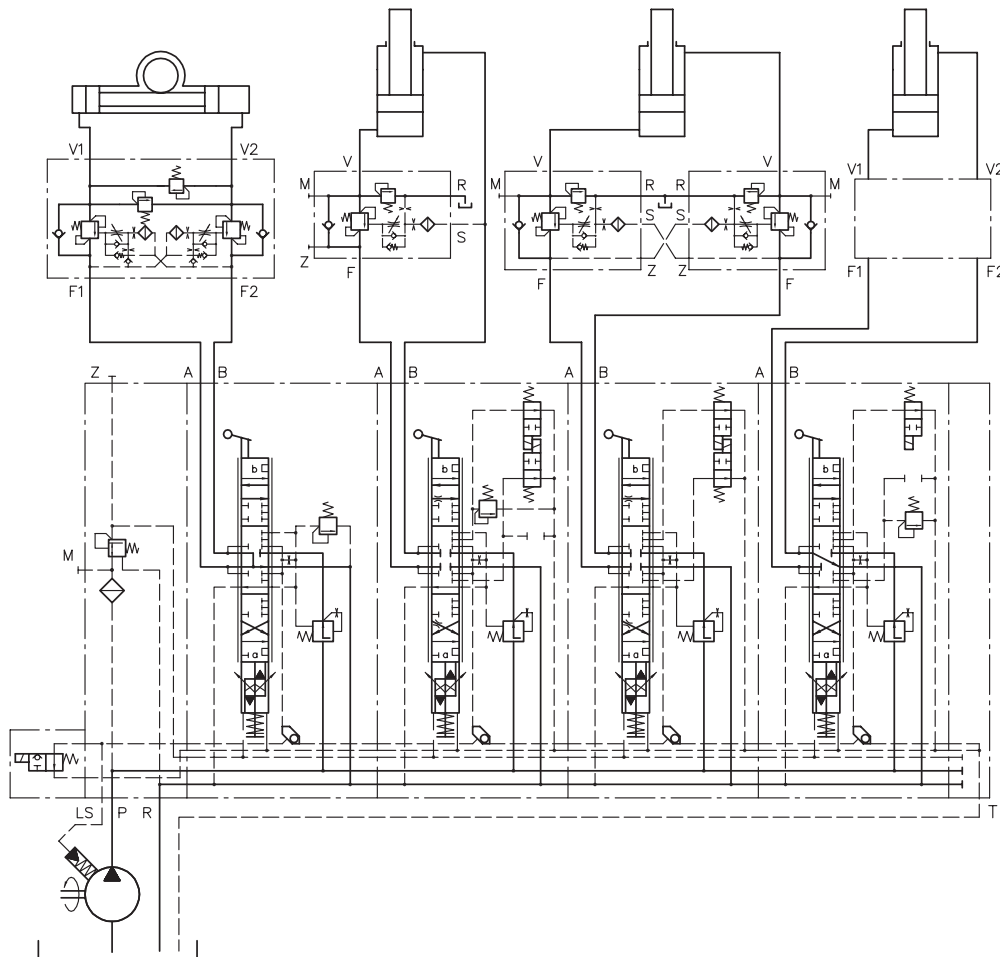 V1 V2
V
V V
V1 V2
M R
M R R M
S
S S
Z
Z Z
F1 F2
F
F F
F1 F2
Z A B A B A B A B
b b b b
M
a a a a
LS P R T